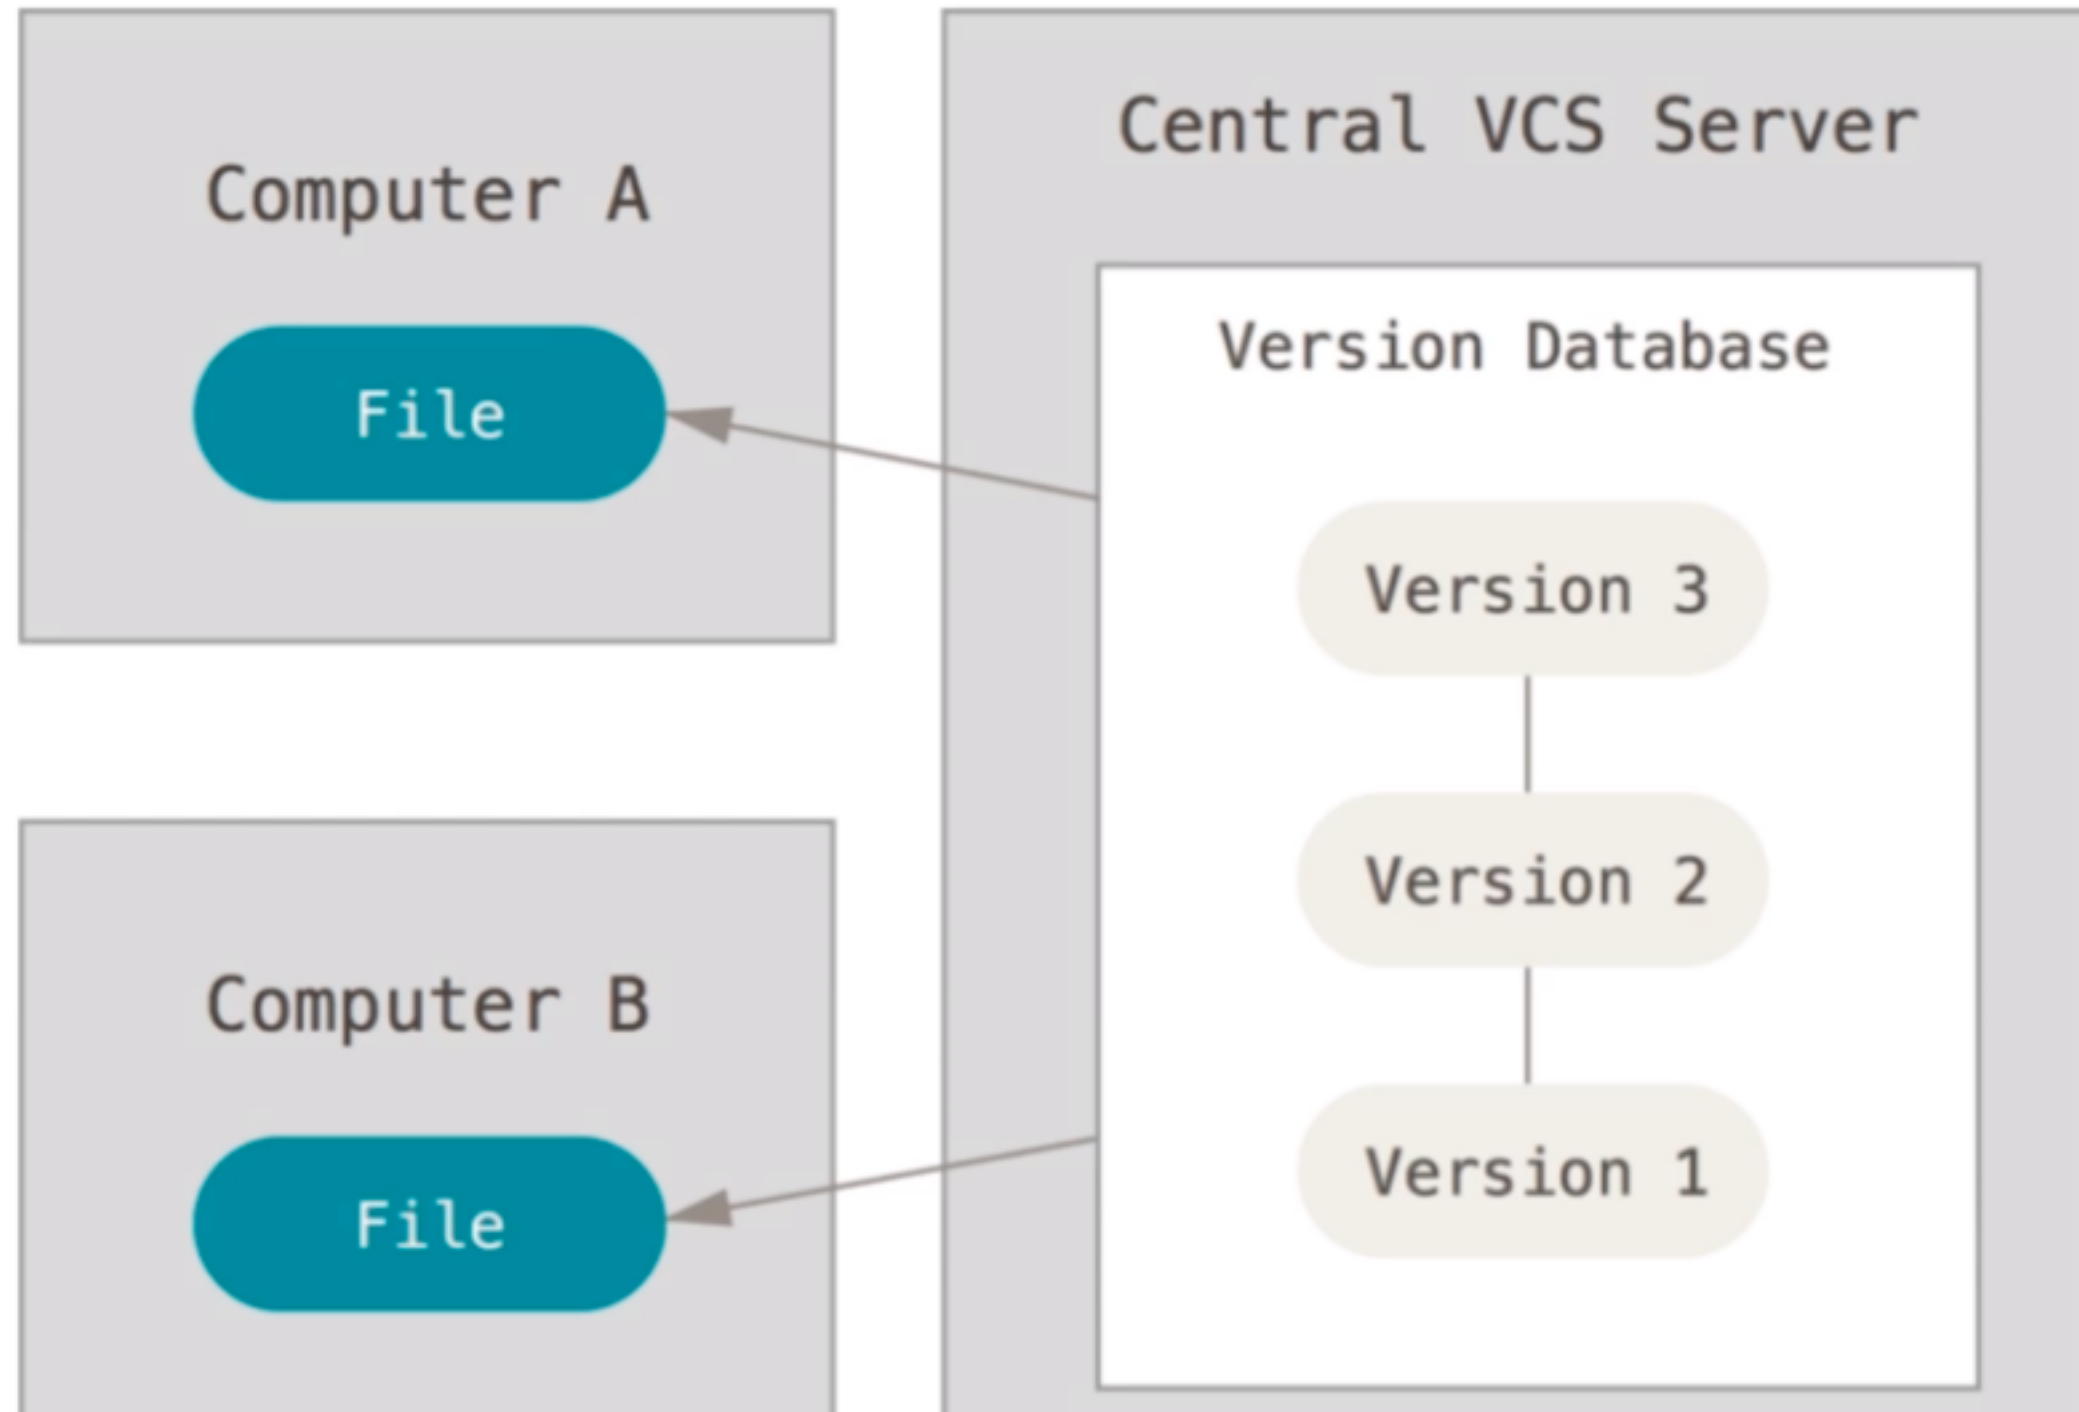 Computer A
File
Computer B
File
Central VCS Server
Version Database
Version 3
Version 2
Version 1